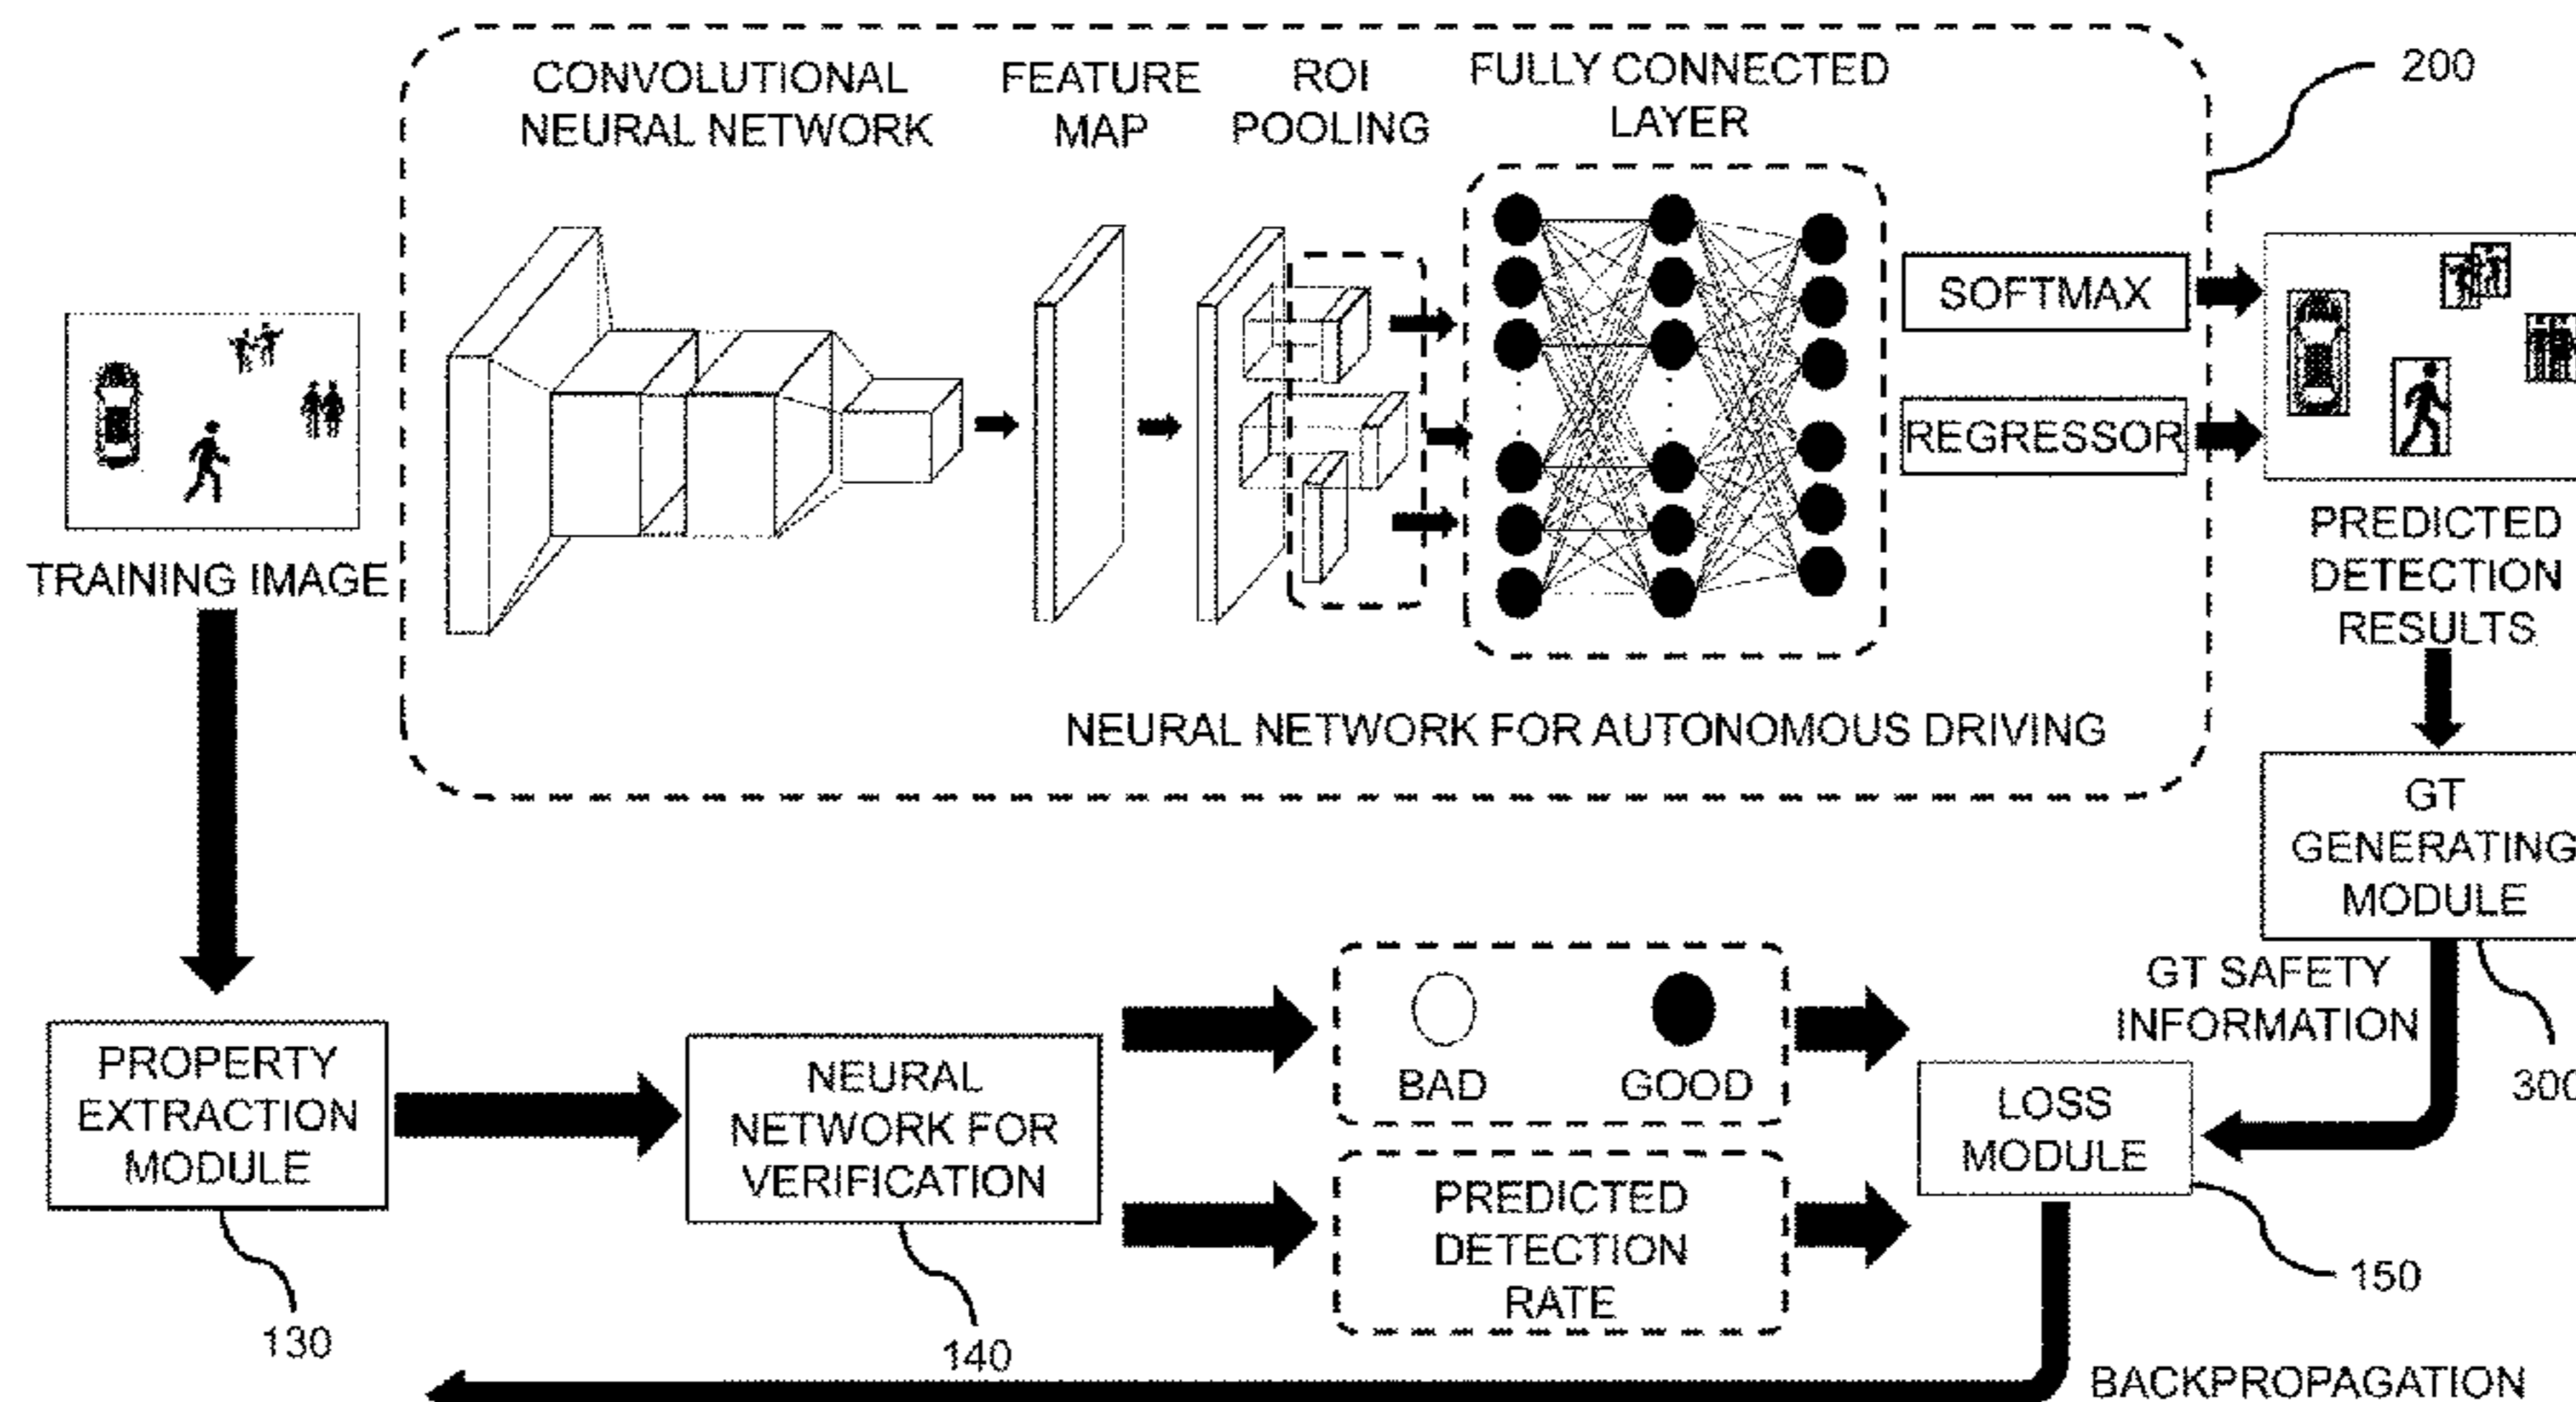 CONVOLUTIONAL
NEURAL NETWORK
FEATURE
MAP
ROI
POOLING
FULLY CONNECTED
LAYER
200
SOFTMAX
REGRESSOR
TRAINING IMAGE
PREDICTED
DETECTION
RESULTS
NEURAL NETWORK FOR AUTONOMOUS DRIVING
GT
GENERATING
MODULE
GT SAFETY
INFORMATION
300
PROPERTY
EXTRACTION
MODULE
130
NEURAL
NETWORK FOR
VERIFICATION
140
BAD
GOOD
PREDICTED
DETECTION
RATE
LOSS
MODULE
150
BACKPROPAGATION